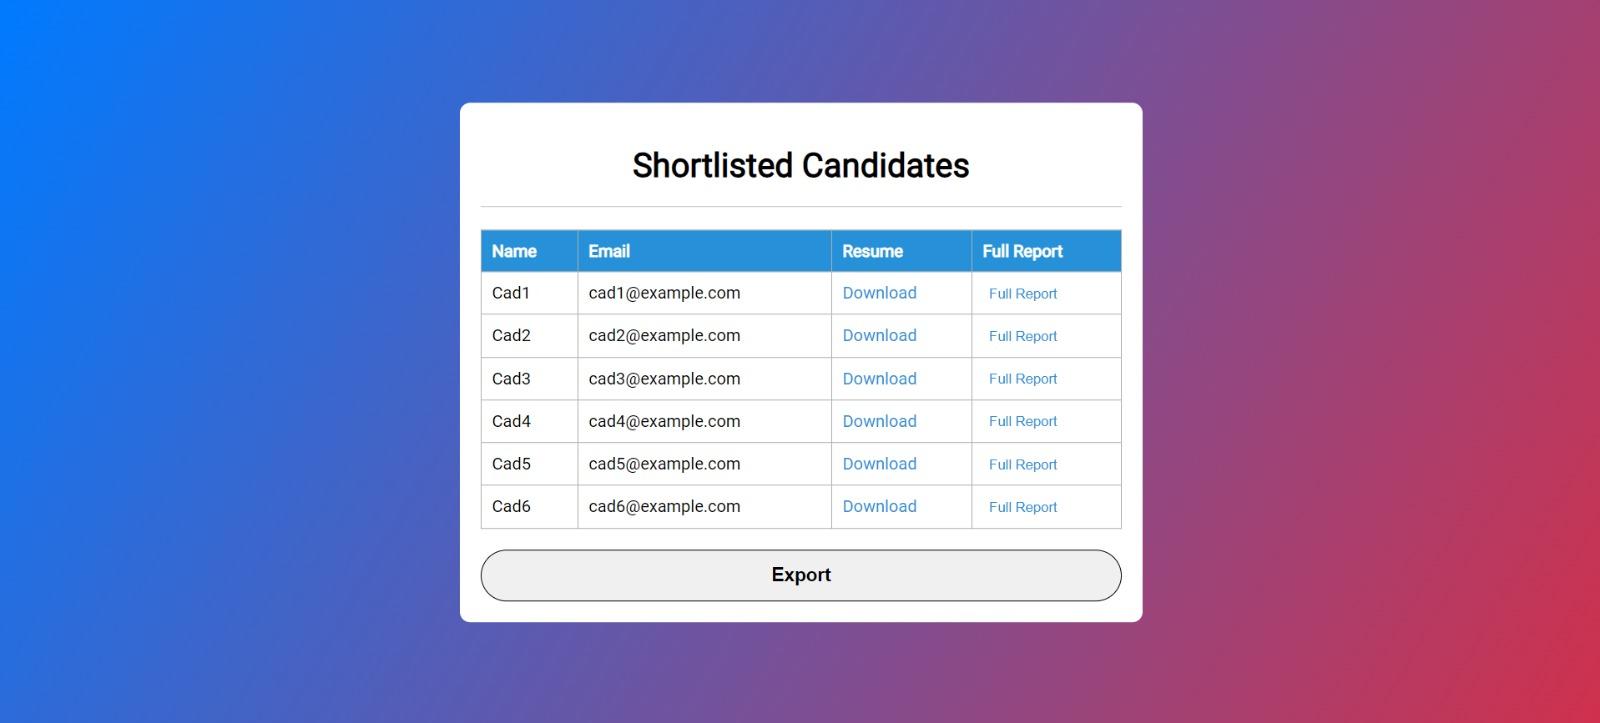 Shortlisted Candidates
Name Email Resume Full Report
Cad1 cad1@example.com Download Full Report
Cad2 cad2@example.com Download Full Report
Cad3 cad3@example.com Download Full Report
Cad4 cad4@example.com Download Full Report
Cad5 cad5@example.com Download Full Report
Cad6 cad6@example.com Download Full Report
Export